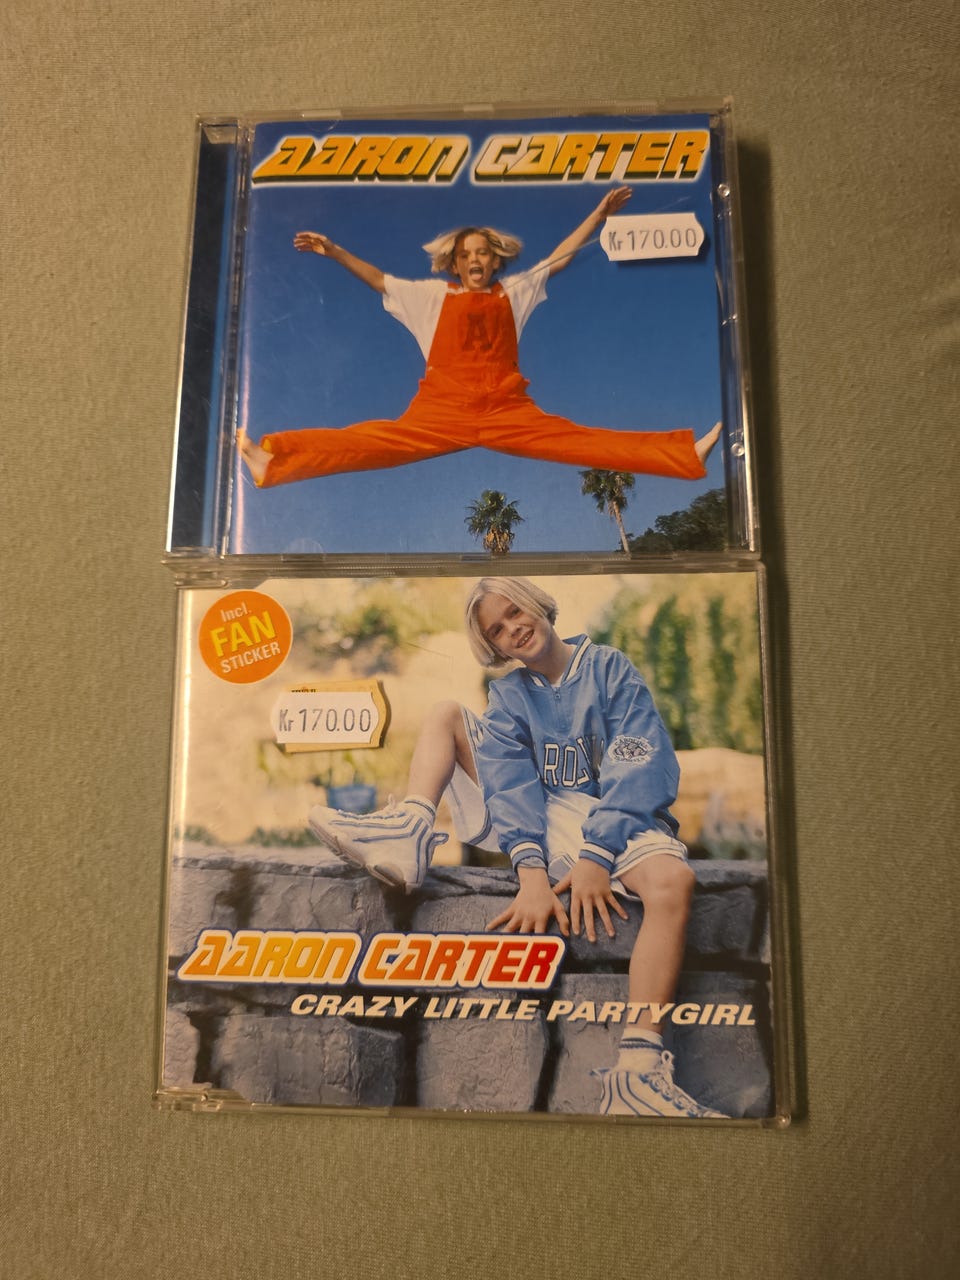 AARON CARTER
Kr 170.00
A
Incl.
FAN
STICKER
Kr 170.00
AARON CARTER
CRAZY LITTLE PARTYGIRL